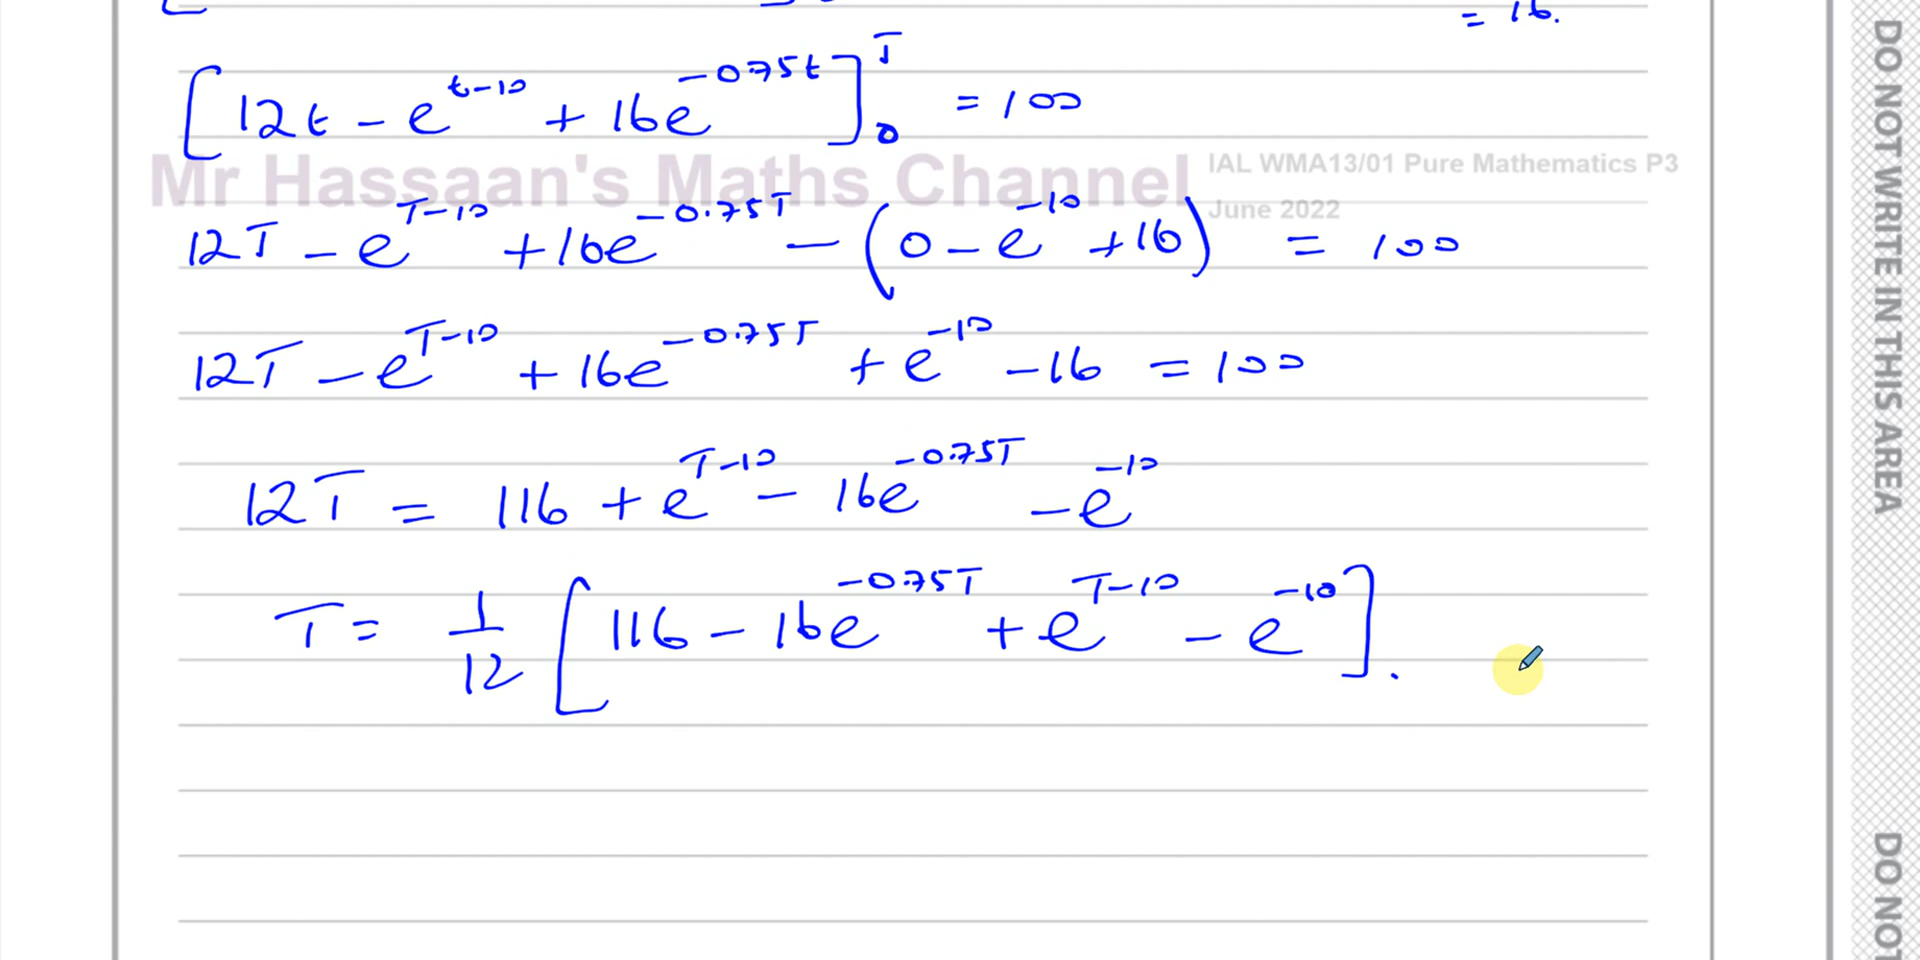 = 16.
[12t - e^{t-10} + 16e^{-0.75t}]_0^T = 100
Mr Hassaan's Maths Channel IAL WMA13/01 Pure Mathematics P3
June 2022
12T - e^{T-10} + 16e^{-0.75T} - (0 - e^{-10} + 16) = 100
12T - e^{T-10} + 16e^{-0.75T} + e^{-10} - 16 = 100
12T = 116 + e^{T-10} - 16e^{-0.75T} - e^{-10}
T = 1/12 [116 - 16e^{-0.75T} + e^{T-10} - e^{-10}].
DO NOT WRITE IN THIS AREA
DO NOT